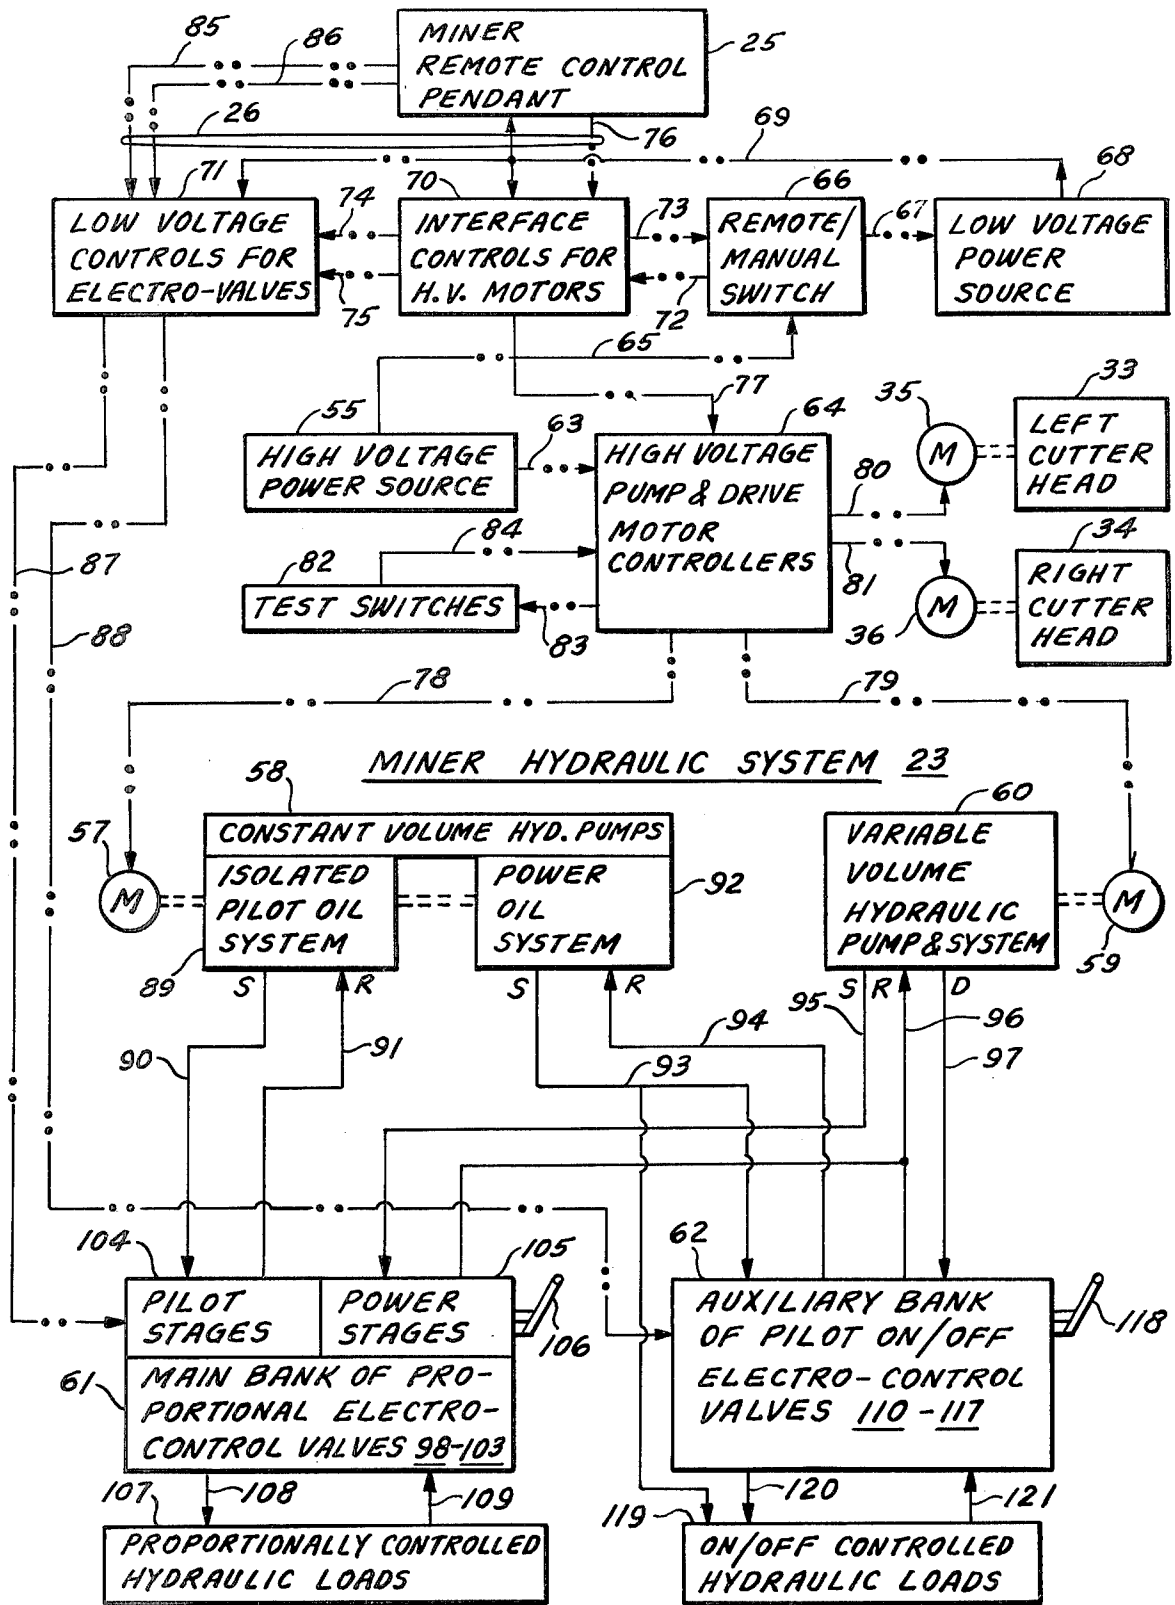 85
86
MINER
REMOTE CONTROL
PENDANT
25
26
76
69
71
70
66
68
LOW VOLTAGE
CONTROLS FOR
ELECTRO-VALVES
74
75
INTERFACE
CONTROLS FOR
H.V. MOTORS
73
72
REMOTE/
MANUAL
SWITCH
67
LOW VOLTAGE
POWER
SOURCE
65
77
55
HIGH VOLTAGE
POWER SOURCE
63
64
HIGH VOLTAGE
PUMP & DRIVE
MOTOR
CONTROLLERS
35
M
33
LEFT
CUTTER
HEAD
80
81
34
RIGHT
CUTTER
HEAD
M
36
84
82
TEST SWITCHES
83
87
88
78
79
MINER HYDRAULIC SYSTEM 23
58
CONSTANT VOLUME HYD. PUMPS
57
M
ISOLATED
PILOT OIL
SYSTEM
89
POWER
OIL
SYSTEM
92
60
VARIABLE
VOLUME
HYDRAULIC
PUMP & SYSTEM
M
59
S
R
S
R
S
R
D
90
91
93
94
95
96
97
104
105
PILOT
STAGES
POWER
STAGES
106
61
MAIN BANK OF PRO-
PORTIONAL ELECTRO-
CONTROL VALVES 98-103
62
AUXILIARY BANK
OF PILOT ON/OFF
ELECTRO-CONTROL
VALVES 110-117
118
107
108
109
PROPORTIONALLY CONTROLLED
HYDRAULIC LOADS
119
120
121
ON/OFF CONTROLLED
HYDRAULIC LOADS